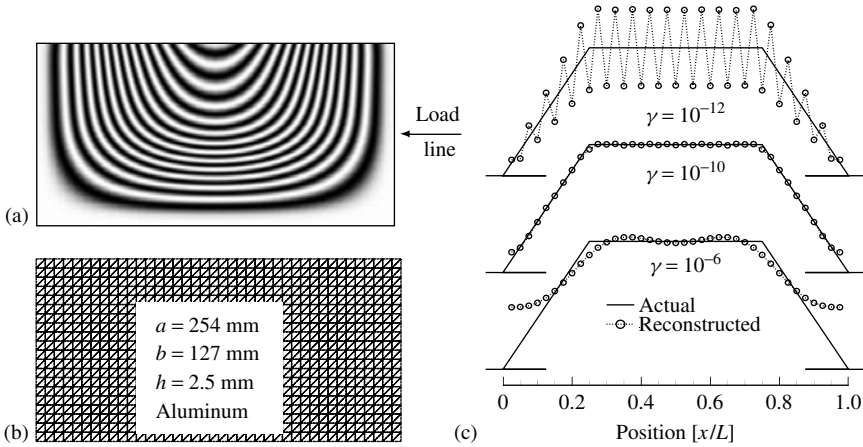 (a)
Load
line
(b)
a = 254 mm
b = 127 mm
h = 2.5 mm
Aluminum
γ = 10⁻¹²
γ = 10⁻¹⁰
γ = 10⁻⁶
Actual
Reconstructed
0 0.2 0.4 0.6 0.8 1.0
(c) Position [x/L]